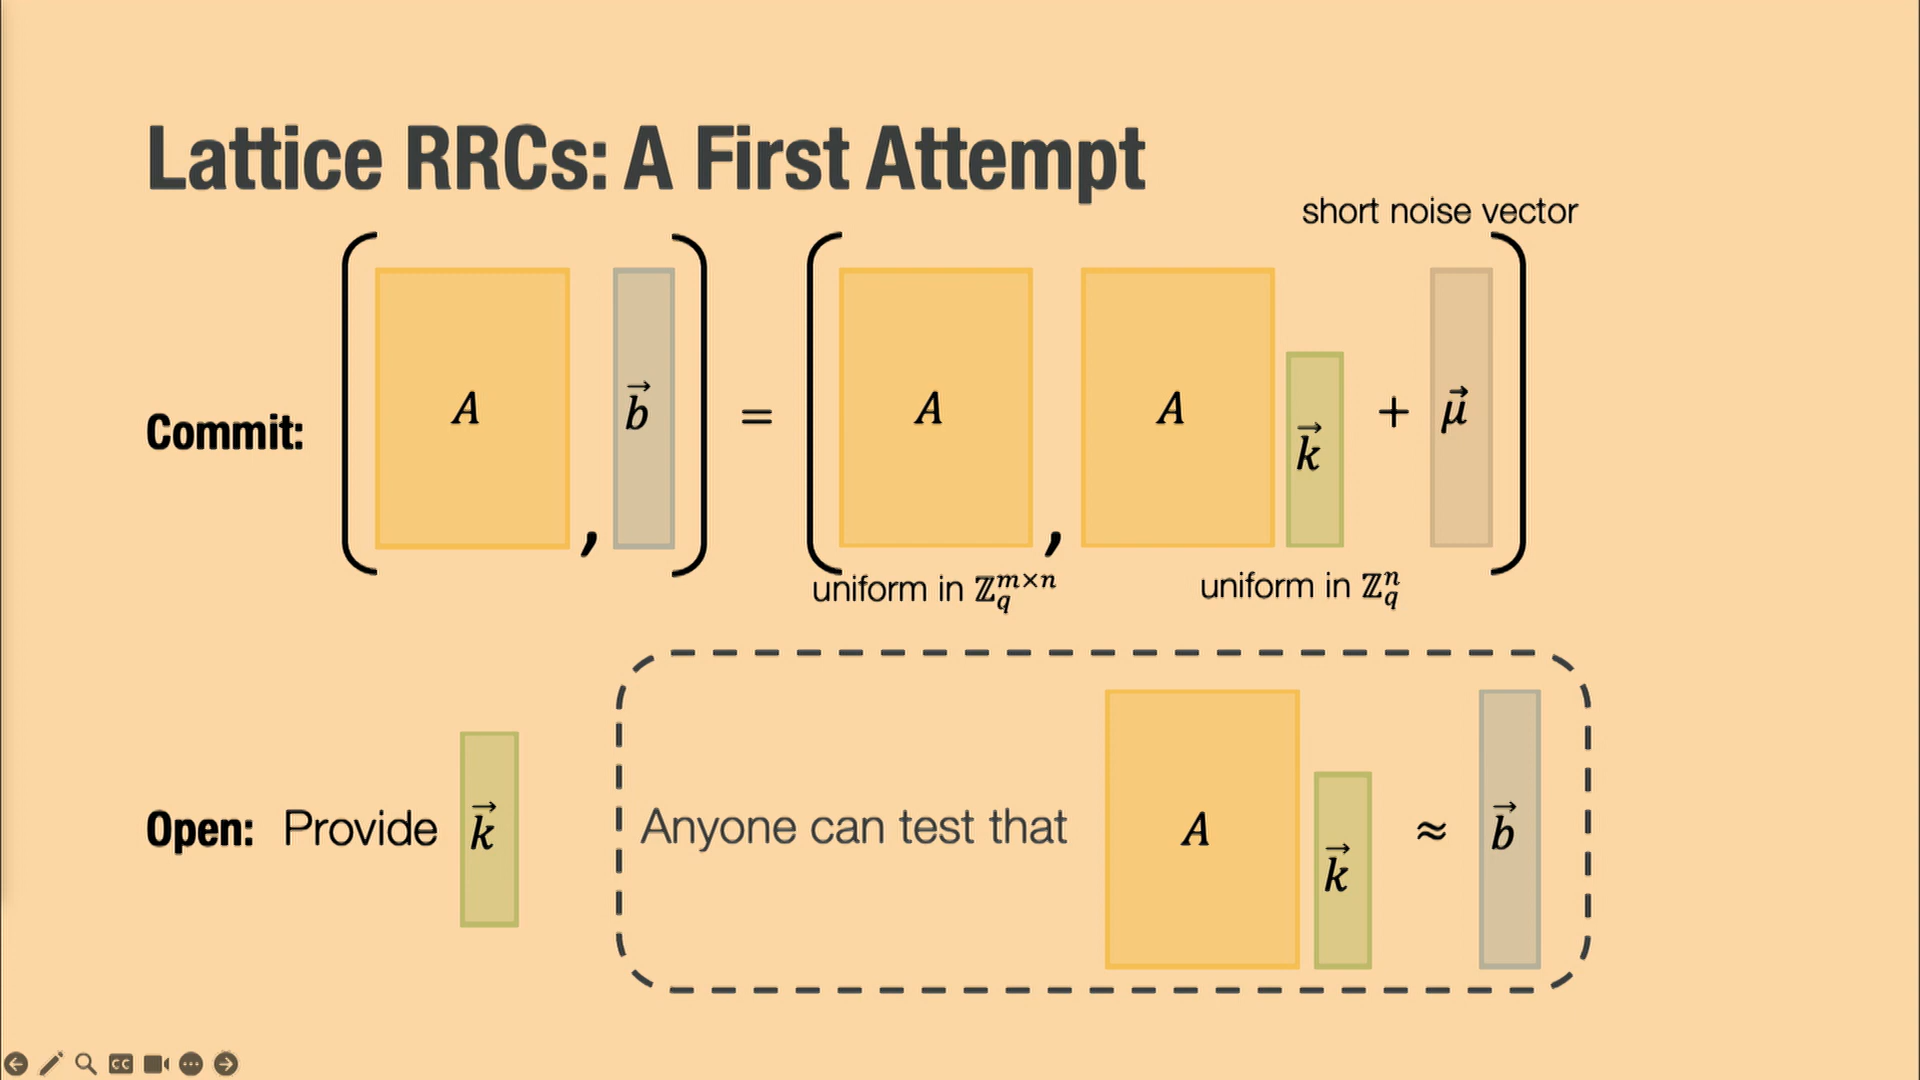 Lattice RRCs: A First Attempt
short noise vector
Commit: ( A , b⃗ ) = ( A , A k⃗ + μ⃗ )
uniform in ℤ_q^{m×n} uniform in ℤ_q^n
Open: Provide k⃗ Anyone can test that A k⃗ ≈ b⃗
CC